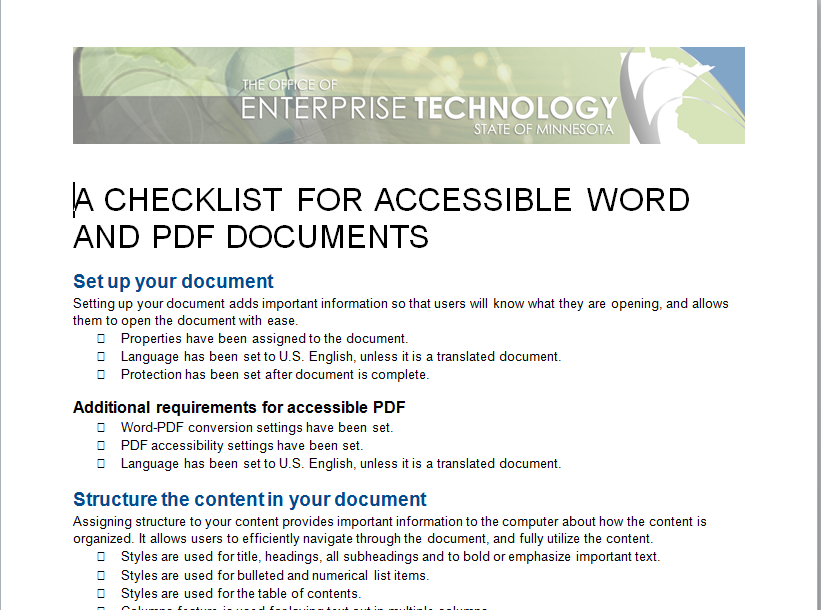 THE OFFICE OF
ENTERPRISE TECHNOLOGY
STATE OF MINNESOTA
A CHECKLIST FOR ACCESSIBLE WORD
AND PDF DOCUMENTS
Set up your document
Setting up your document adds important information so that users will know what they are opening, and allows
them to open the document with ease.
Properties have been assigned to the document.
Language has been set to U.S. English, unless it is a translated document.
Protection has been set after document is complete.
Additional requirements for accessible PDF
Word-PDF conversion settings have been set.
PDF accessibility settings have been set.
Language has been set to U.S. English, unless it is a translated document.
Structure the content in your document
Assigning structure to your content provides important information to the computer about how the content is
organized. It allows users to efficiently navigate through the document, and fully utilize the content.
Styles are used for title, headings, all subheadings and to bold or emphasize important text.
Styles are used for bulleted and numerical list items.
Styles are used for the table of contents.
Columns feature is used for laying text out in multiple columns.